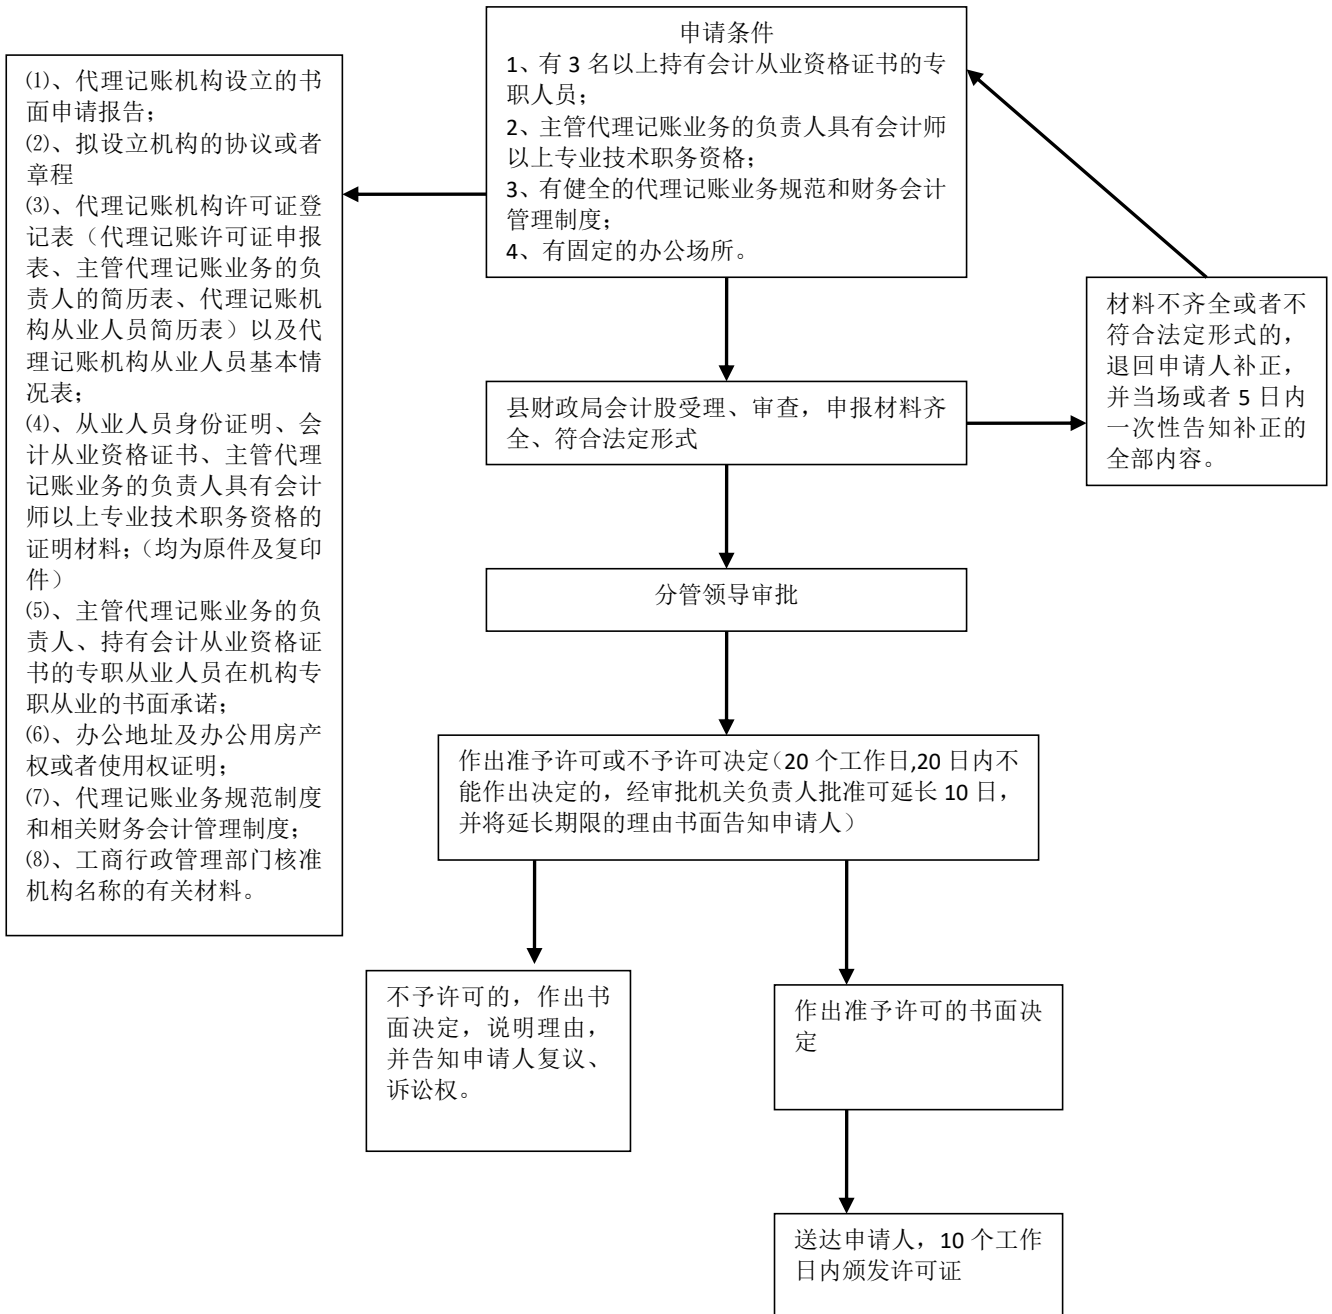 申请条件
1、有 3 名以上持有会计从业资格证书的专
职人员；
2、主管代理记账业务的负责人具有会计师
以上专业技术职务资格；
3、有健全的代理记账业务规范和财务会计
管理制度；
4、有固定的办公场所。
⑴、代理记账机构设立的书
面申请报告；
⑵、拟设立机构的协议或者
章程
⑶、代理记账机构许可证登
记表（代理记账许可证申报
表、主管代理记账业务的负
责人的简历表、代理记账机
构从业人员简历表）以及代
理记账机构从业人员基本情
况表；
⑷、从业人员身份证明、会
计从业资格证书、主管代理
记账业务的负责人具有会计
师以上专业技术职务资格的
证明材料；（均为原件及复印
件）
⑸、主管代理记账业务的负
责人、持有会计从业资格证
书的专职从业人员在机构专
职从业的书面承诺；
⑹、办公地址及办公用房产
权或者使用权证明；
⑺、代理记账业务规范制度
和相关财务会计管理制度；
⑻、工商行政管理部门核准
机构名称的有关材料。
材料不齐全或者不
符合法定形式的，
退回申请人补正，
并当场或者 5 日内
一次性告知补正的
全部内容。
县财政局会计股受理、审查，申报材料齐
全、符合法定形式
分管领导审批
作出准予许可或不予许可决定（20 个工作日,20 日内不
能作出决定的，经审批机关负责人批准可延长 10 日，
并将延长期限的理由书面告知申请人）
不予许可的，作出书
面决定，说明理由，
并告知申请人复议、
诉讼权。
作出准予许可的书面决
定
送达申请人，10 个工作
日内颁发许可证